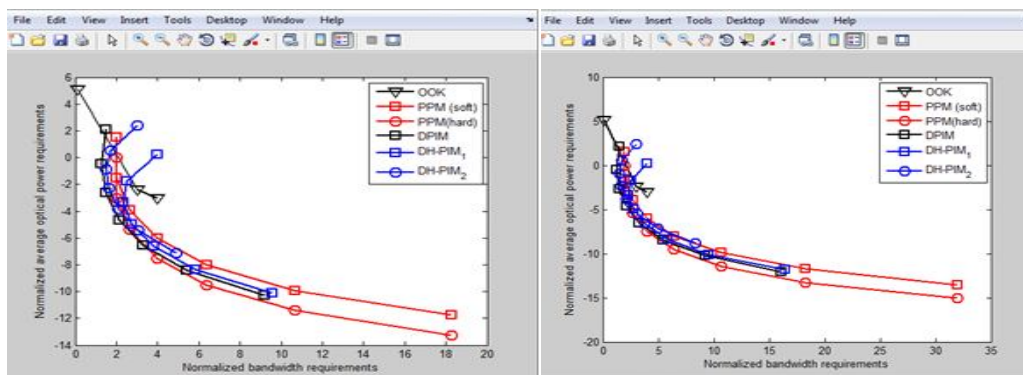 File Edit View Insert Tools Desktop Window Help
6
4
2
0
-2
-4
-6
-8
-10
-12
-14
0 2 4 6 8 10 12 14 16 18 20
Normalized average optical power requirements
Normalized bandwidth requirements
OOK
PPM (soft)
PPM(hard)
DPIM
DH-PIM1
DH-PIM2
File Edit View Insert Tools Desktop Window Help
10
5
0
-5
-10
-15
-20
0 5 10 15 20 25 30 35
Normalized average optical power requirements
Normalized bandwidth requirements
OOK
PPM (soft)
PPM(hard)
DPIM
DH-PIM1
DH-PIM2